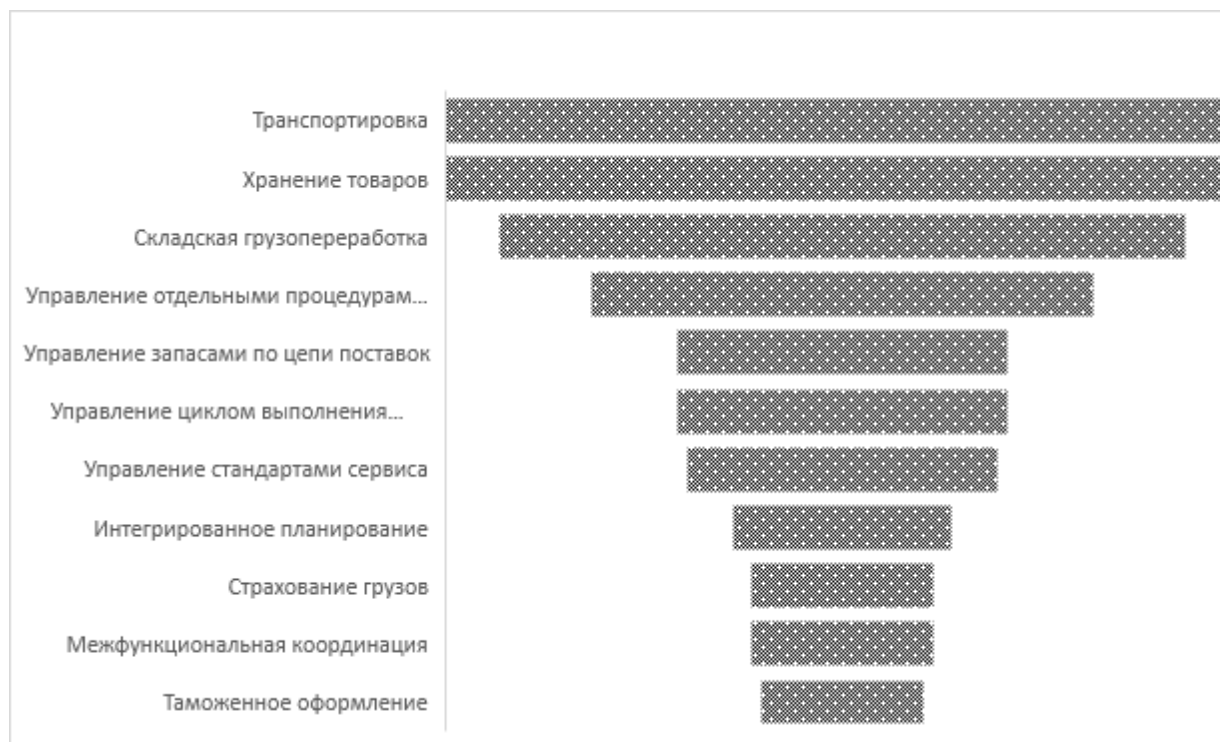 Транспортировка
Хранение товаров
Складская грузопереработка
Управление отдельными процедурам...
Управление запасами по цепи поставок
Управление циклом выполнения...
Управление стандартами сервиса
Интегрированное планирование
Страхование грузов
Межфункциональная координация
Таможенное оформление